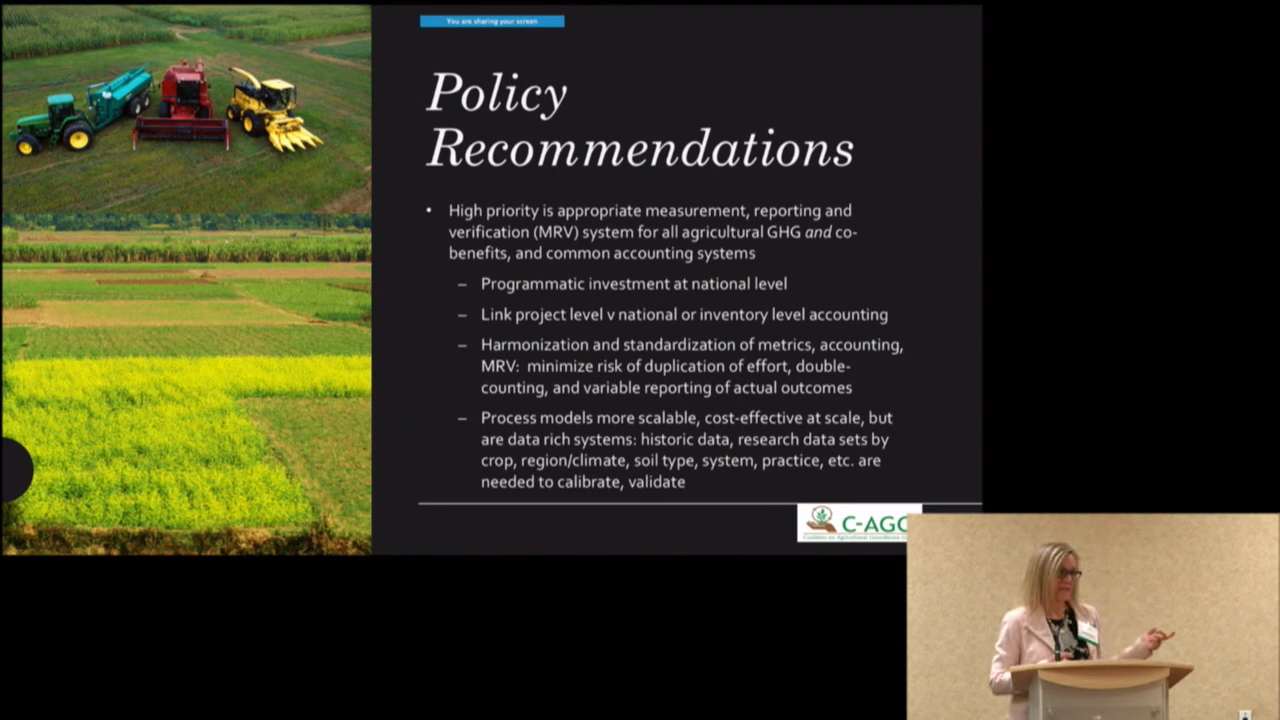 You are sharing your screen
Policy
Recommendations
• High priority is appropriate measurement, reporting and
verification (MRV) system for all agricultural GHG and co-
benefits, and common accounting systems
– Programmatic investment at national level
– Link project level v national or inventory level accounting
– Harmonization and standardization of metrics, accounting,
MRV: minimize risk of duplication of effort, double-
counting, and variable reporting of actual outcomes
– Process models more scalable, cost-effective at scale, but
are data rich systems: historic data, research data sets by
crop, region/climate, soil type, system, practice, etc. are
needed to calibrate, validate
C-AGG
Coalition on Agricultural Greenhouse G